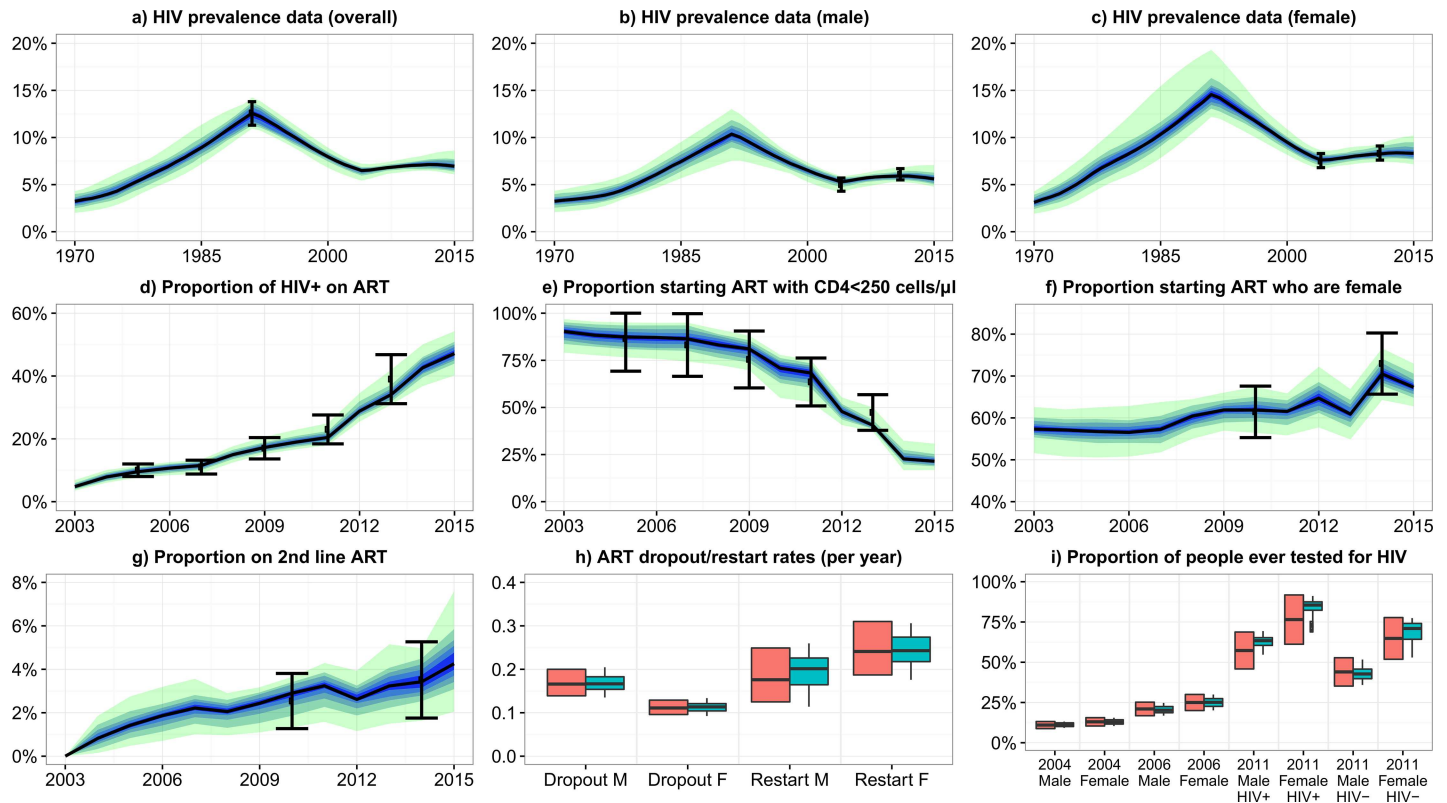 a) HIV prevalence data (overall)
20%
15%
10%
5%
0%
1970 1985 2000 2015
b) HIV prevalence data (male)
20%
15%
10%
5%
0%
1970 1985 2000 2015
c) HIV prevalence data (female)
20%
15%
10%
5%
0%
1970 1985 2000 2015
d) Proportion of HIV+ on ART
60%
40%
20%
0%
2003 2006 2009 2012 2015
e) Proportion starting ART with CD4<250 cells/μl
100%
75%
50%
25%
0%
2003 2006 2009 2012 2015
f) Proportion starting ART who are female
80%
70%
60%
50%
40%
2003 2006 2009 2012 2015
g) Proportion on 2nd line ART
8%
6%
4%
2%
0%
2003 2006 2009 2012 2015
h) ART dropout/restart rates (per year)
0.4
0.3
0.2
0.1
0.0
Dropout M Dropout F Restart M Restart F
i) Proportion of people ever tested for HIV
100%
75%
50%
25%
0%
2004 2004 2006 2006 2011 2011 2011 2011
Male Female Male Female Male Female Male Female
HIV+ HIV+ HIV− HIV−